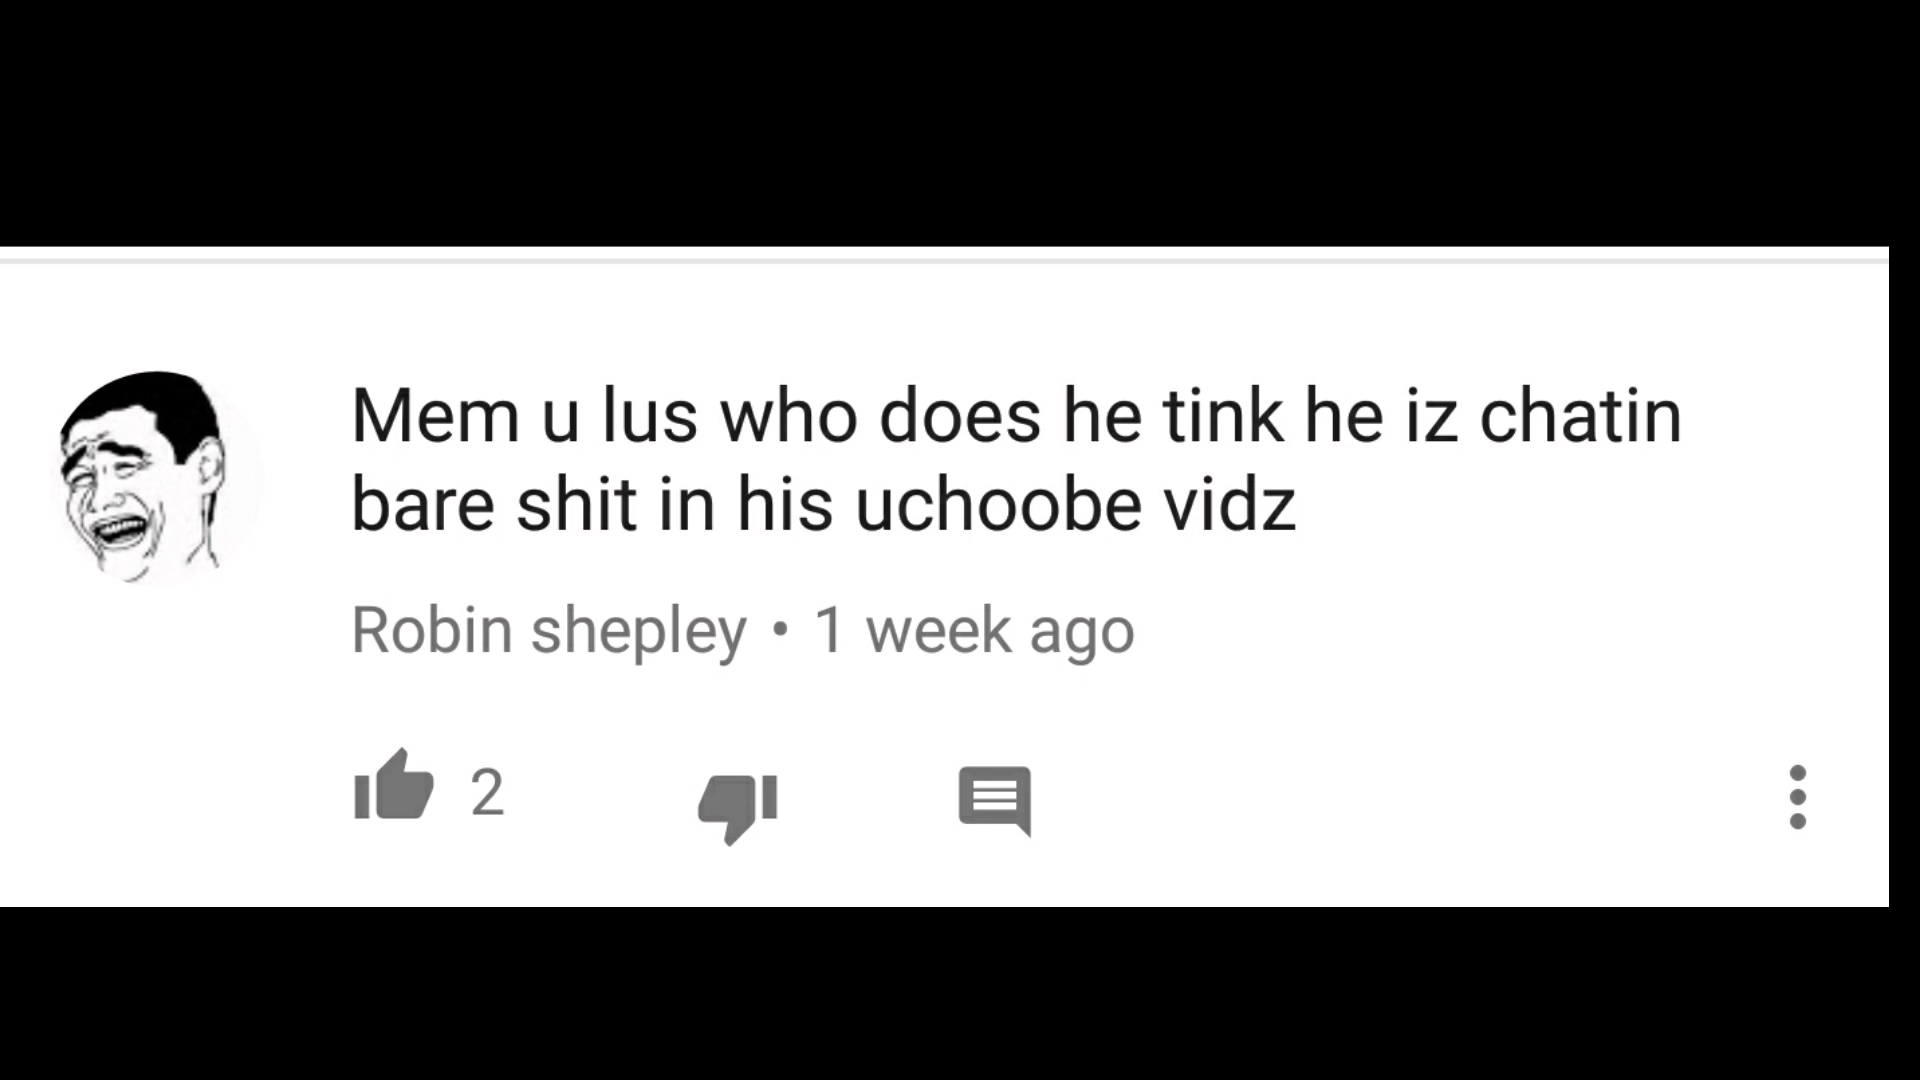 Mem u lus who does he tink he iz chatin
bare shit in his uchoobe vidz
Robin shepley • 1 week ago
2